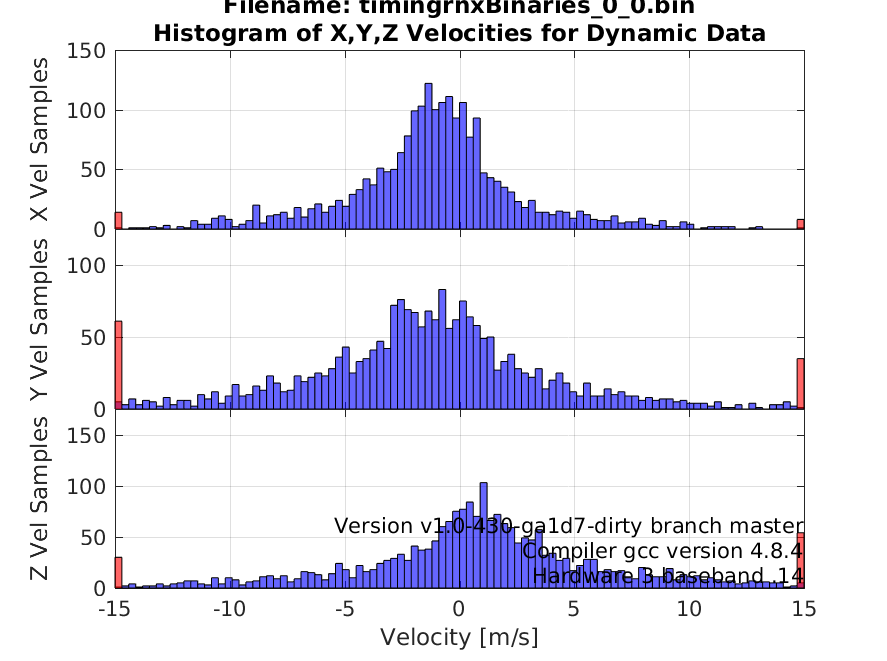 Filename: timingrnxBinaries_0_0.bin
Histogram of X,Y,Z Velocities for Dynamic Data
150
100
50
0
X Vel Samples
100
50
0
Y Vel Samples
150
100
50
0
Z Vel Samples
Version v1.0-430-ga1d7-dirty branch master
Compiler gcc version 4.8.4
Hardware 3 baseband 14
-15 -10 -5 0 5 10 15
Velocity [m/s]